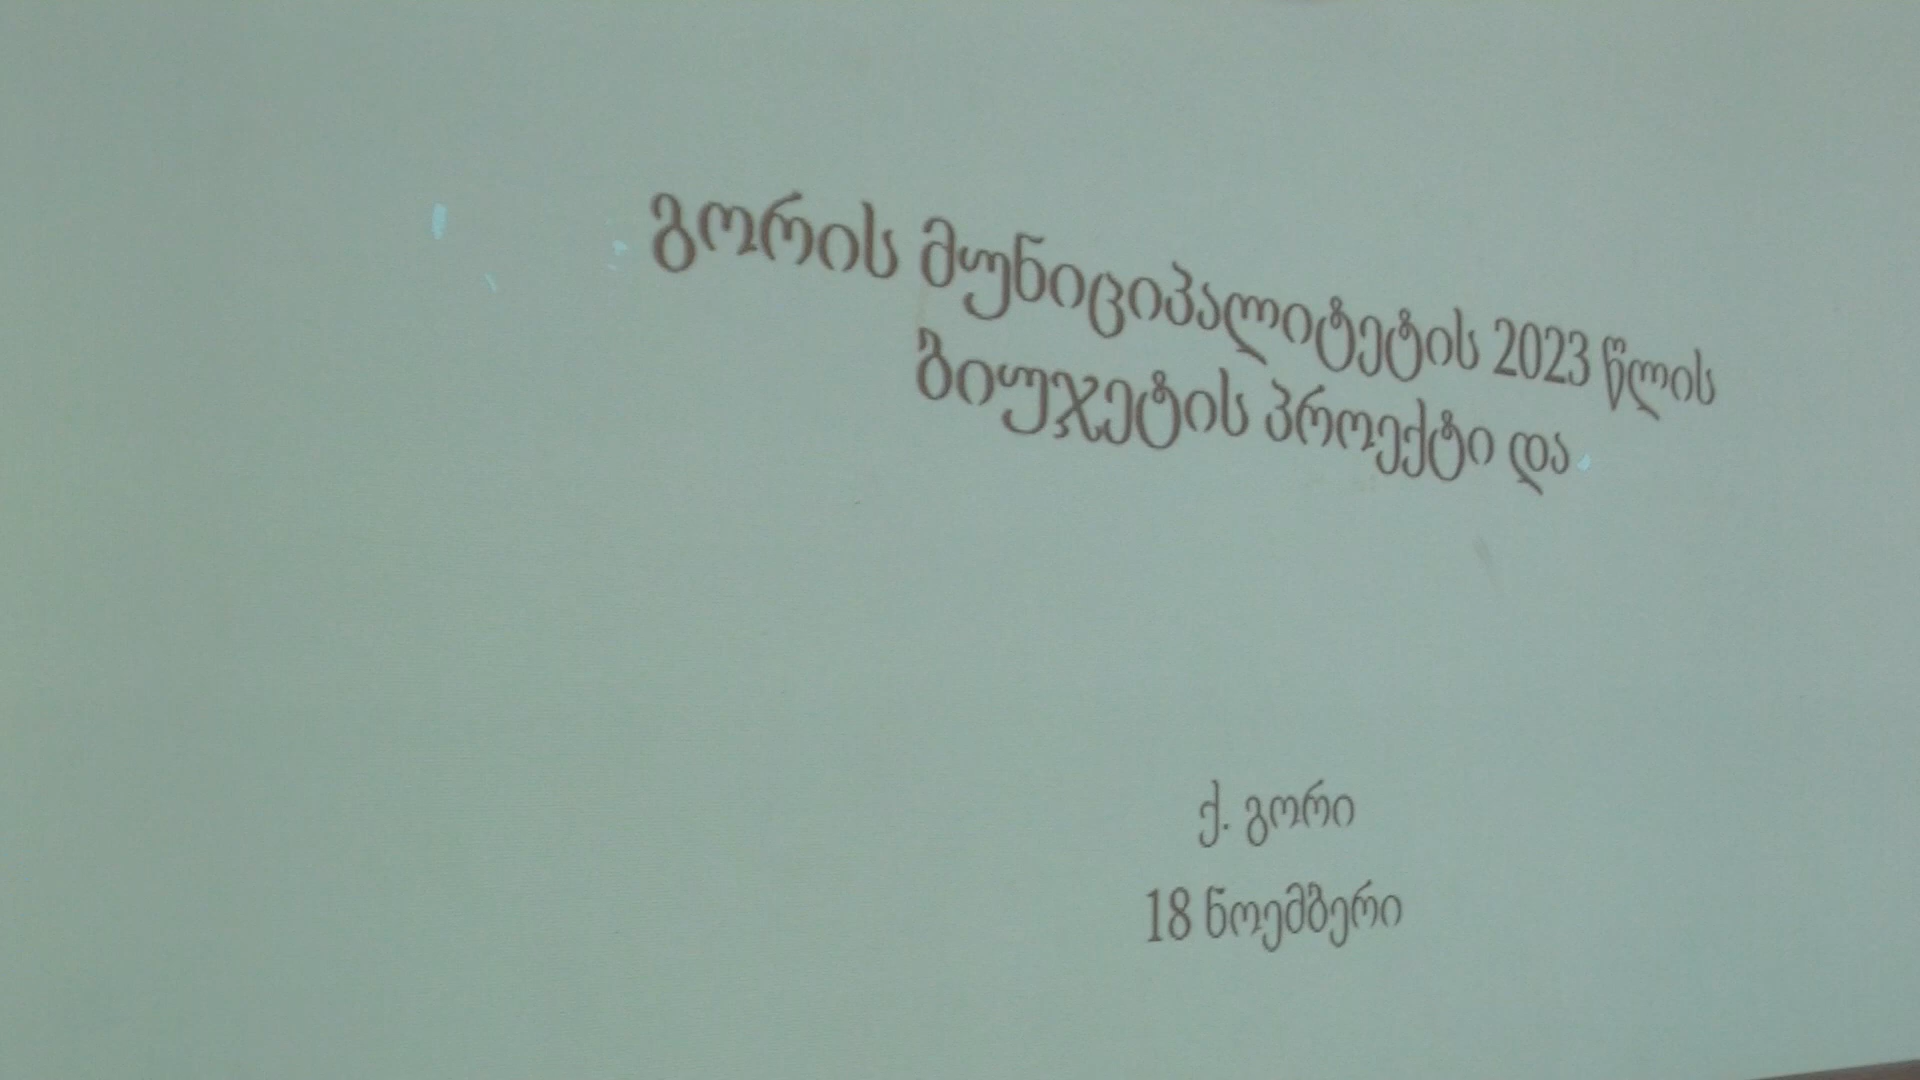 გორის მუნიციპალიტეტის 2023 წლის
ბიუჯეტის პროექტი და
ქ. გორი
18 ნოემბერი